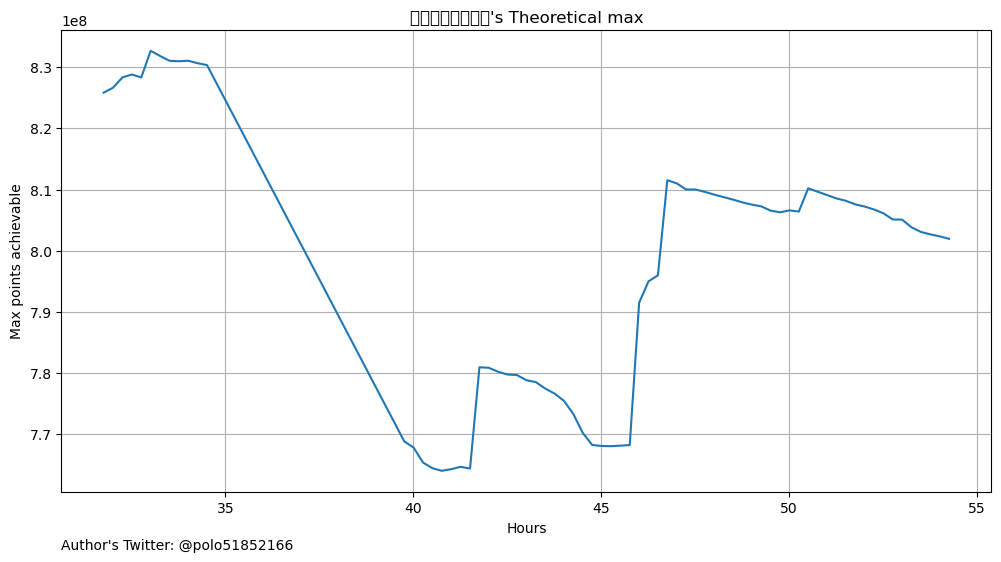 's Theoretical max
1e8
8.3
8.2
8.1
8.0
7.9
7.8
7.7
Max points achievable
35
40
45
50
55
Hours
Author's Twitter: @polo51852166